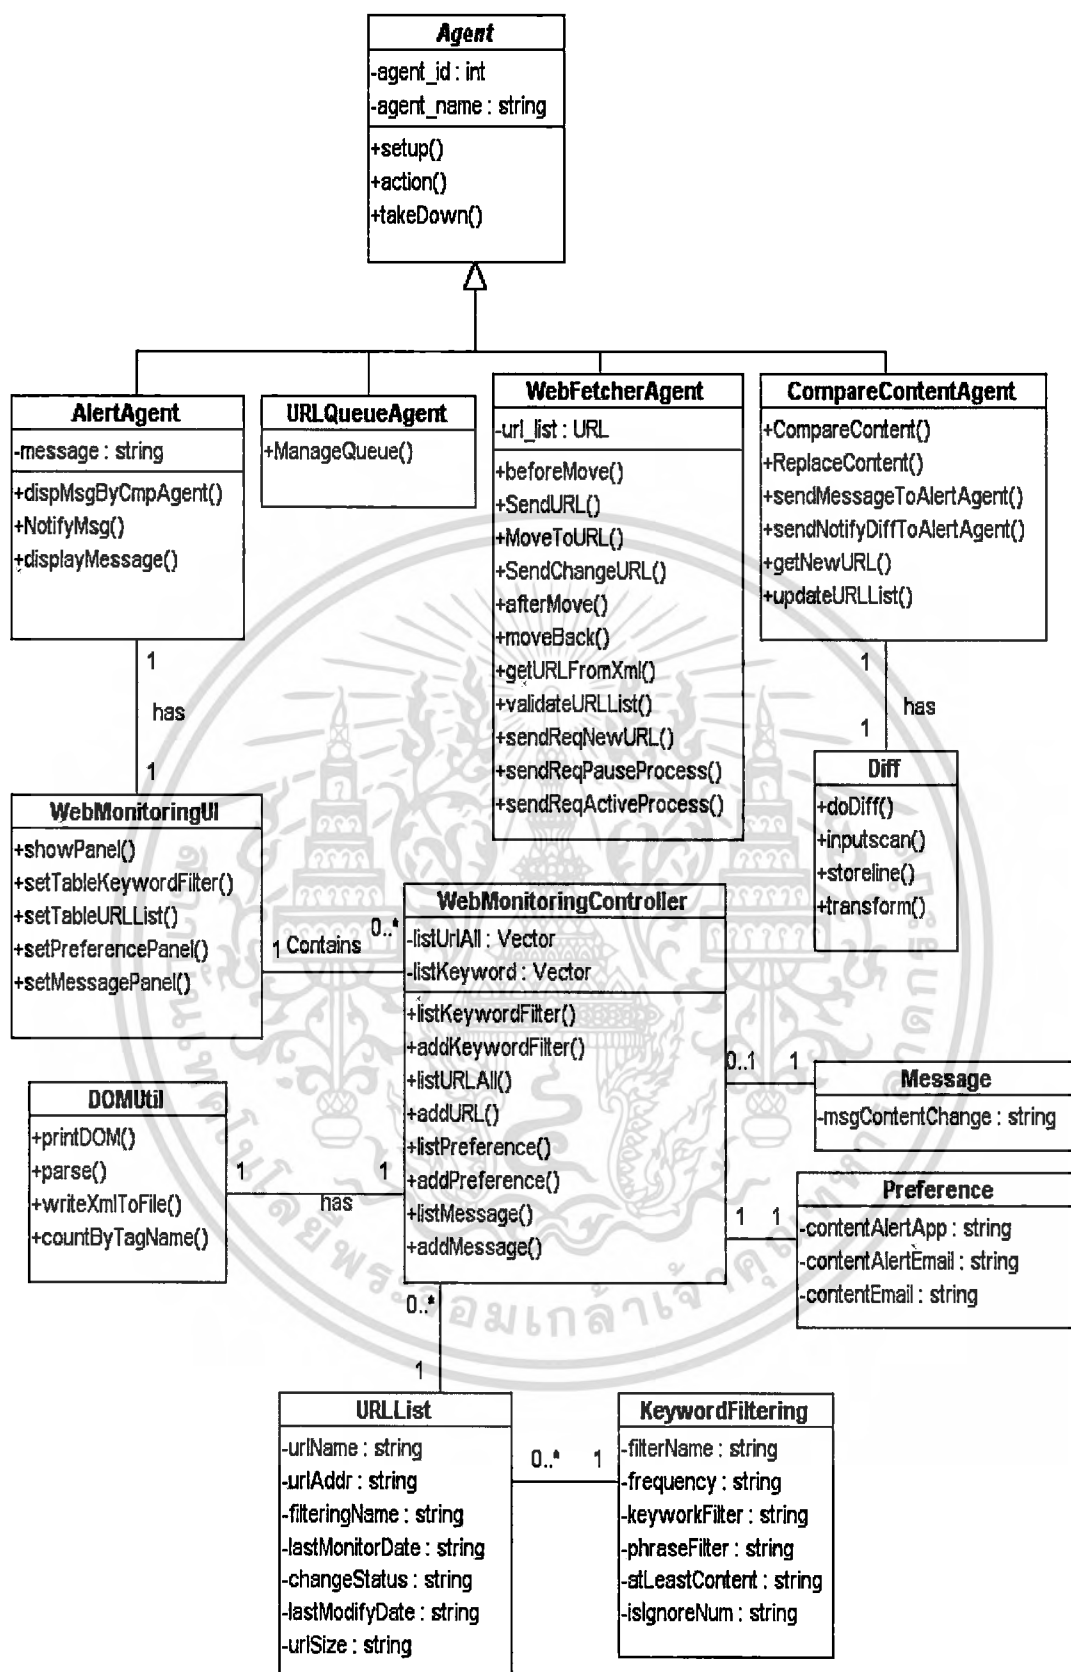 Agent
-agent_id : int
-agent_name : string
+setup()
+action()
+takeDown()
AlertAgent
-message : string
+dispMsgByCmpAgent()
+NotifyMsg()
+displayMessage()
URLQueueAgent
+ManageQueue()
WebFetcherAgent
-url_list : URL
+beforeMove()
+SendURL()
+MoveToURL()
+SendChangeURL()
+afterMove()
+moveBack()
+getURLFromXml()
+validateURLList()
+sendReqNewURL()
+sendReqPauseProcess()
+sendReqActiveProcess()
CompareContentAgent
+CompareContent()
+ReplaceContent()
+sendMessageToAlertAgent()
+sendNotifyDiffToAlertAgent()
+getNewURL()
+updateURLList()
1
has
1
1
has
1
Diff
+doDiff()
+inputscan()
+storeline()
+transform()
WebMonitoringUI
+showPanel()
+setTableKeywordFilter()
+setTableURLList()
+setPreferencePanel()
+setMessagePanel()
1 Contains 0..*
WebMonitoringController
-listUrlAll : Vector
-listKeyword : Vector
+listKeywordFilter()
+addKeywordFilter()
+listURLAll()
+addURL()
+listPreference()
+addPreference()
+listMessage()
+addMessage()
0..1 1
Message
-msgContentChange : string
DOMUtil
+printDOM()
+parse()
+writeXmlToFile()
+countByTagName()
1 has 1
1 1
Preference
-contentAlertApp : string
-contentAlertEmail : string
-contentEmail : string
0..*
1
URLList
-urlName : string
-urlAddr : string
-filteringName : string
-lastMonitorDate : string
-changeStatus : string
-lastModifyDate : string
-urlSize : string
0..* 1
KeywordFiltering
-filterName : string
-frequency : string
-keyworkFilter : string
-phraseFilter : string
-atLeastContent : string
-isIgnoreNum : string